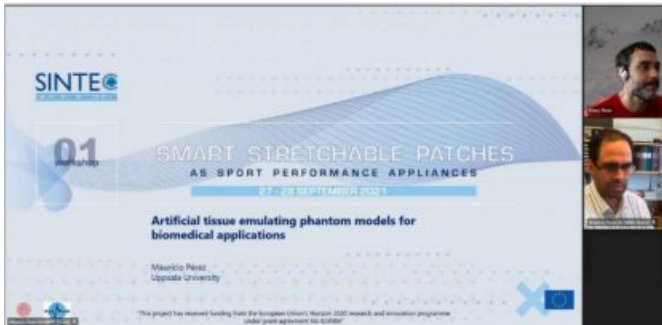 SINTEC
01
workshop
SMART STRETCHABLE PATCHES
AS SPORT PERFORMANCE APPLIANCES
27 - 28 SEPTEMBER 2021
Artificial tissue emulating phantom models for
biomedical applications
Mauricio Pérez
Uppsala University
"This project has received funding from the European Union's Horizon 2020 research and innovation programme
under grant agreement No